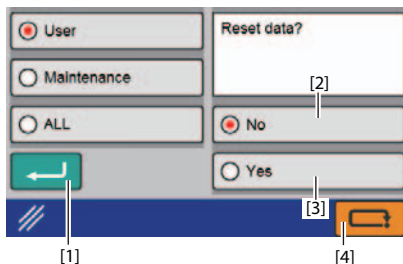 User
Maintenance
ALL
Reset data?
[2]
No
Yes
[3]
[1]
[4]